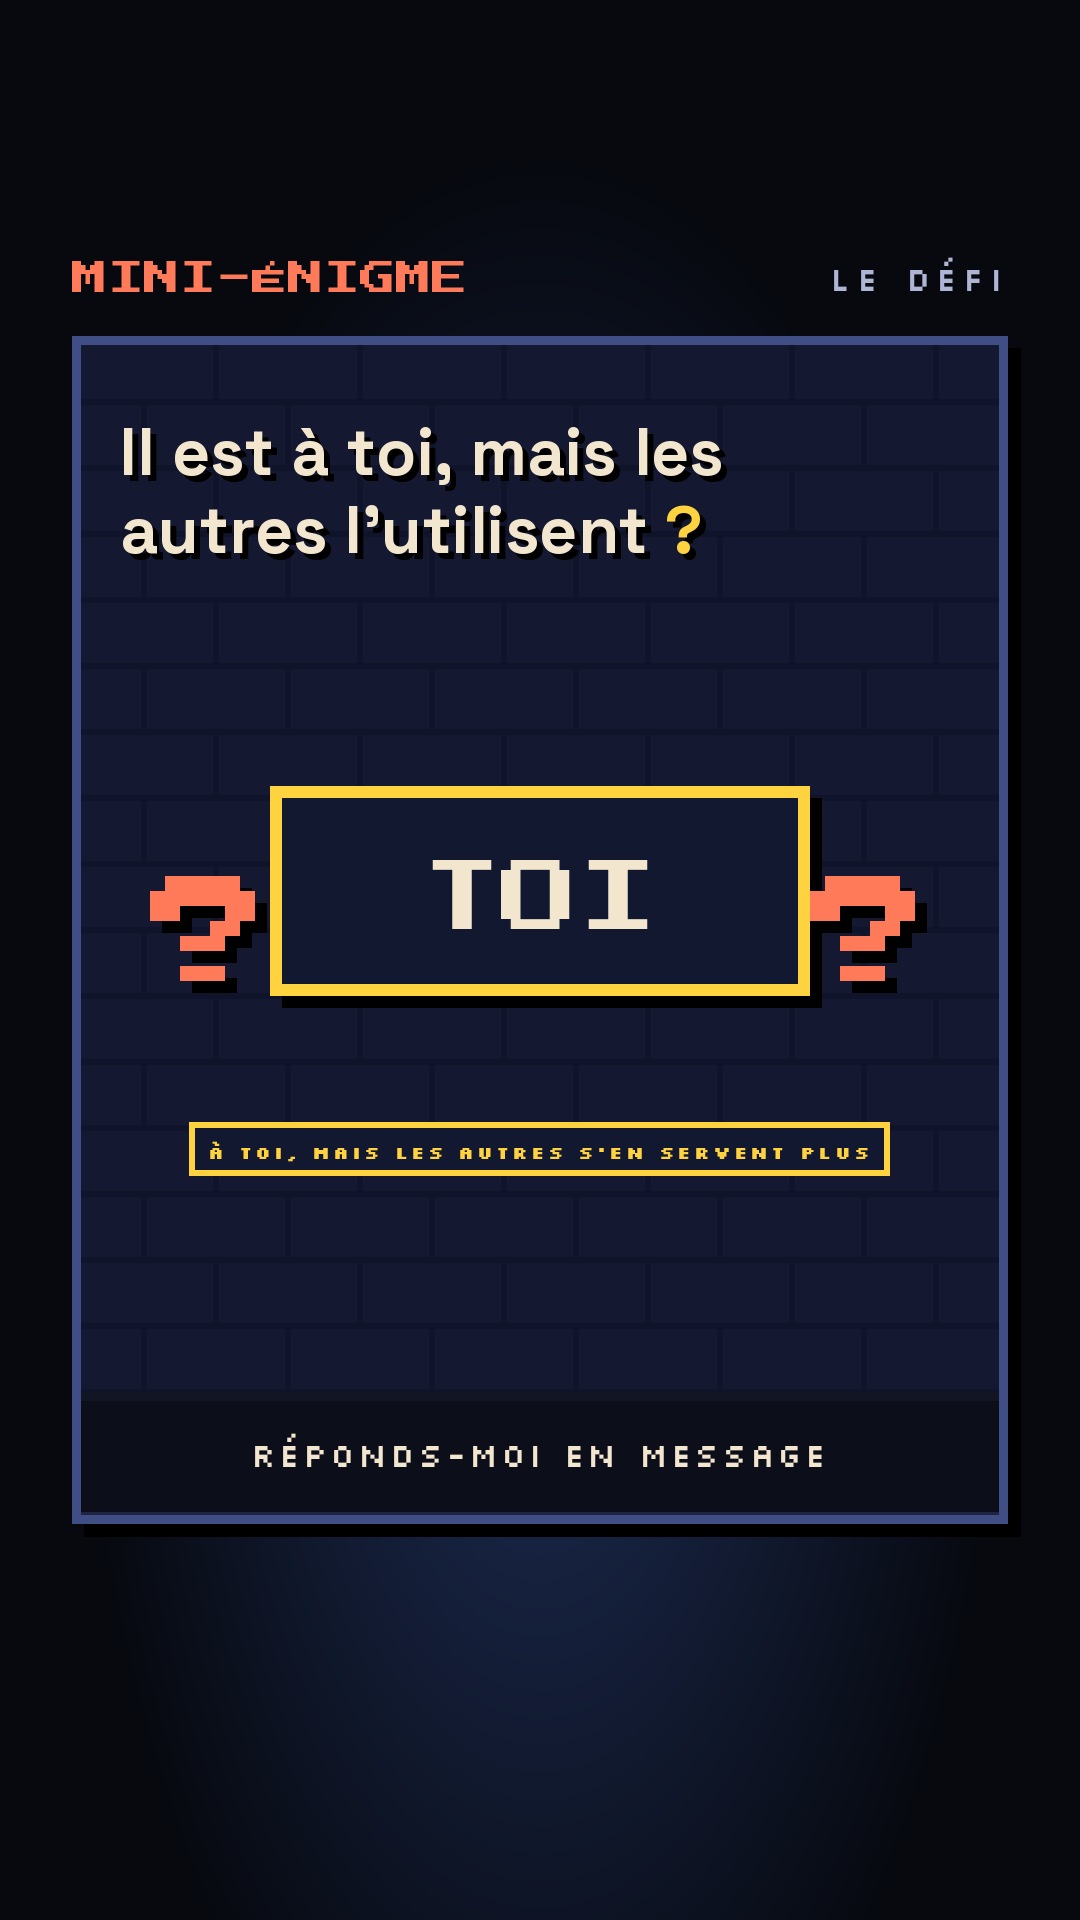 MINI-ÉNIGME
LE DÉFI
Il est à toi, mais les
autres l’utilisent ?
?
TOI
?
À TOI, MAIS LES AUTRES S'EN SERVENT PLUS
RÉPONDS-MOI EN MESSAGE